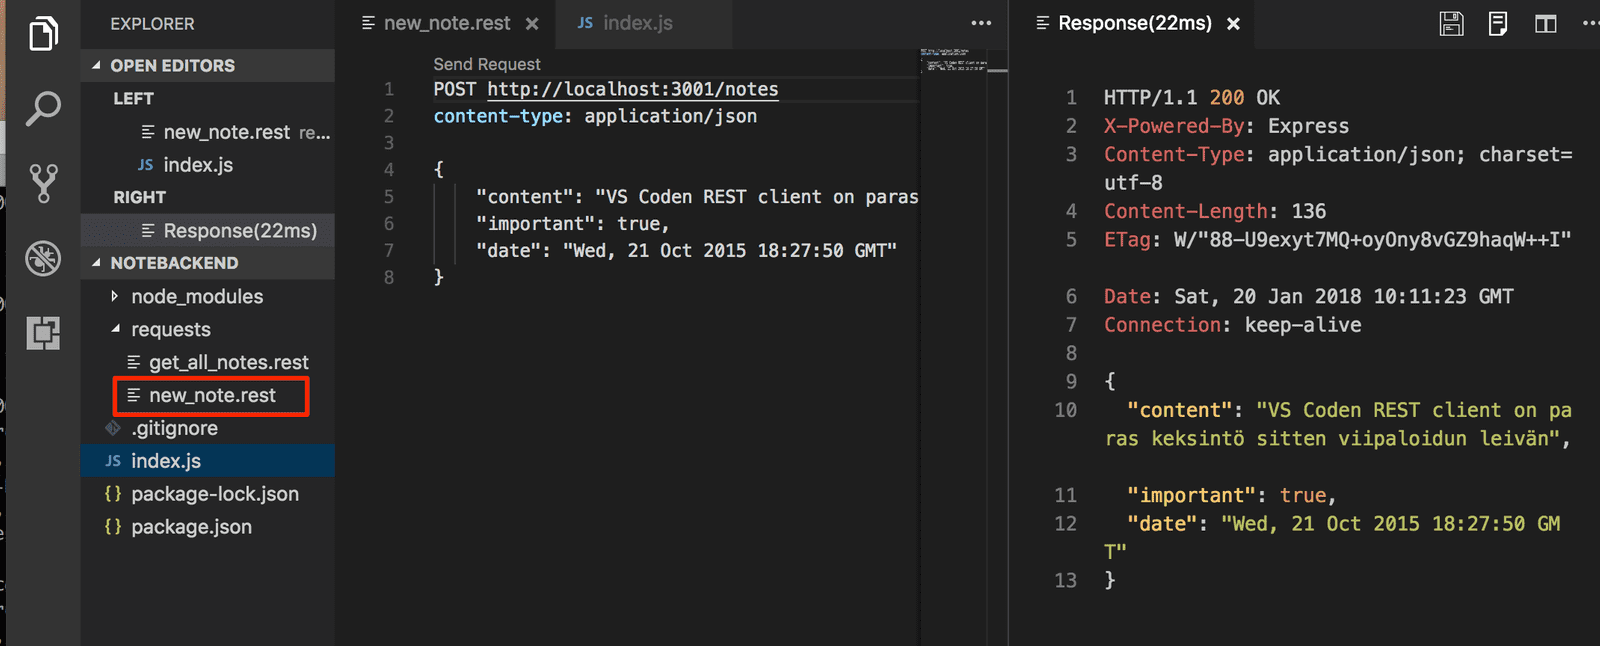 EXPLORER
OPEN EDITORS
LEFT
new_note.rest re...
JS index.js
RIGHT
Response(22ms)
NOTEBACKEND
node_modules
requests
get_all_notes.rest
new_note.rest
.gitignore
JS index.js
{} package-lock.json
{} package.json
new_note.rest
JS index.js
Send Request
1 POST http://localhost:3001/notes
2 content-type: application/json
3
4 {
5 "content": "VS Coden REST client on paras
6 "important": true,
7 "date": "Wed, 21 Oct 2015 18:27:50 GMT"
8 }
Response(22ms)
1 HTTP/1.1 200 OK
2 X-Powered-By: Express
3 Content-Type: application/json; charset=
utf-8
4 Content-Length: 136
5 ETag: W/"88-U9exyt7MQ+oyOny8vGZ9haqW++I"
6 Date: Sat, 20 Jan 2018 10:11:23 GMT
7 Connection: keep-alive
8
9 {
10 "content": "VS Coden REST client on pa
ras keksintö sitten viipaloidun leivän",
11 "important": true,
12 "date": "Wed, 21 Oct 2015 18:27:50 GM
T"
13 }